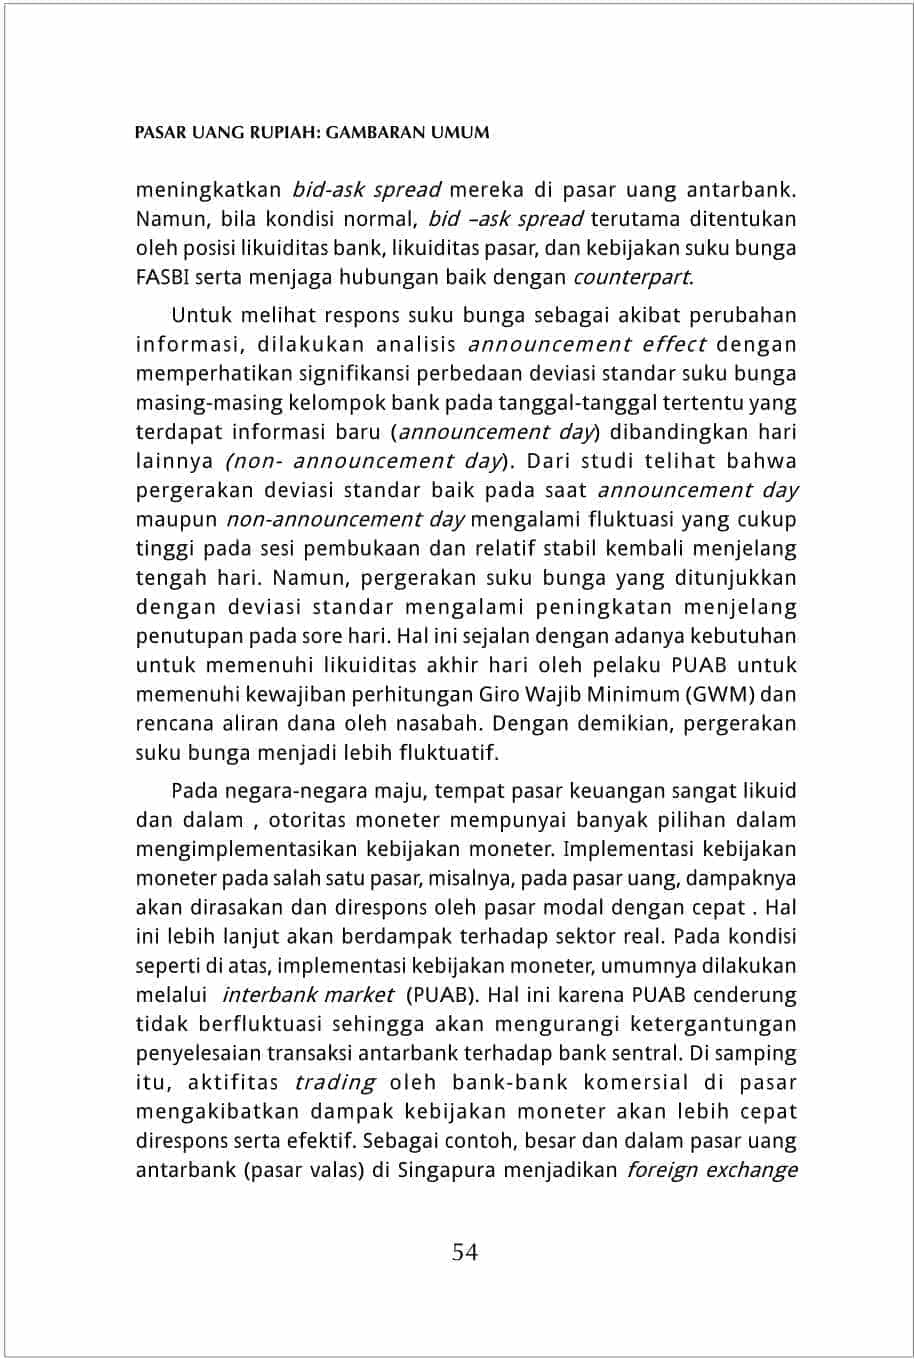 PASAR UANG RUPIAH: GAMBARAN UMUM
meningkatkan bid-ask spread mereka di pasar uang antarbank.
Namun, bila kondisi normal, bid –ask spread terutama ditentukan
oleh posisi likuiditas bank, likuiditas pasar, dan kebijakan suku bunga
FASBI serta menjaga hubungan baik dengan counterpart.
Untuk melihat respons suku bunga sebagai akibat perubahan
informasi, dilakukan analisis announcement effect dengan
memperhatikan signifikansi perbedaan deviasi standar suku bunga
masing-masing kelompok bank pada tanggal-tanggal tertentu yang
terdapat informasi baru (announcement day) dibandingkan hari
lainnya (non- announcement day). Dari studi telihat bahwa
pergerakan deviasi standar baik pada saat announcement day
maupun non-announcement day mengalami fluktuasi yang cukup
tinggi pada sesi pembukaan dan relatif stabil kembali menjelang
tengah hari. Namun, pergerakan suku bunga yang ditunjukkan
dengan deviasi standar mengalami peningkatan menjelang
penutupan pada sore hari. Hal ini sejalan dengan adanya kebutuhan
untuk memenuhi likuiditas akhir hari oleh pelaku PUAB untuk
memenuhi kewajiban perhitungan Giro Wajib Minimum (GWM) dan
rencana aliran dana oleh nasabah. Dengan demikian, pergerakan
suku bunga menjadi lebih fluktuatif.
Pada negara-negara maju, tempat pasar keuangan sangat likuid
dan dalam , otoritas moneter mempunyai banyak pilihan dalam
mengimplementasikan kebijakan moneter. Implementasi kebijakan
moneter pada salah satu pasar, misalnya, pada pasar uang, dampaknya
akan dirasakan dan direspons oleh pasar modal dengan cepat . Hal
ini lebih lanjut akan berdampak terhadap sektor real. Pada kondisi
seperti di atas, implementasi kebijakan moneter, umumnya dilakukan
melalui interbank market (PUAB). Hal ini karena PUAB cenderung
tidak berfluktuasi sehingga akan mengurangi ketergantungan
penyelesaian transaksi antarbank terhadap bank sentral. Di samping
itu, aktifitas trading oleh bank-bank komersial di pasar
mengakibatkan dampak kebijakan moneter akan lebih cepat
direspons serta efektif. Sebagai contoh, besar dan dalam pasar uang
antarbank (pasar valas) di Singapura menjadikan foreign exchange
54